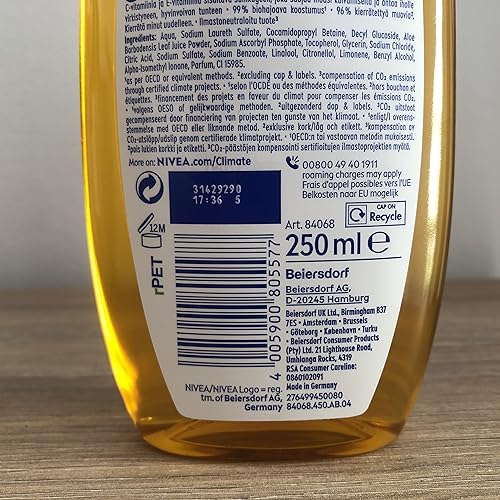 C-vitamiinia ja E-vitamiinia
virkistyneen, hyvinvoivan tunteen • 99% biohajoava koostumus¹ • 96% kierrätettyä muovia².
Kierrätä minut uudelleen. • Ilmastoneutraloitu tuote³
Ingredients: Aqua, Sodium Laureth Sulfate, Cocamidopropyl Betaine, Decyl Glucoside, Aloe
Barbadensis Leaf Juice Powder, Sodium Ascorbyl Phosphate, Tocopherol, Glycerin, Sodium Chloride,
Citric Acid, Sodium Sulfate, Sodium Benzoate, Linalool, Citronellol, Limonene, Benzyl Alcohol,
Alpha-Isomethyl Ionone, Parfum, CI 15985.
¹as per OECD or equivalent methods. ²excluding cap & labels. ³compensation of CO₂ emissions
through certified climate projects. • ¹selon l'OCDE ou des méthodes équivalentes. ²hors bouchon et
étiquettes. ³financement des projets en faveur du climat pour compenser les émissions CO₂.
• ¹volgens OESO of gelijkwaardige methoden. ²uitgezonderd dop & labels. ³CO₂ uitstoot
gecompenseerd door financiering van projecten ten gunste van het klimaat. • ¹enligt/i overens-
stemmelse med OECD eller liknande metod. ²exklusive kork/låg och etikett. ³kompensation av
CO₂-utsläpp/udslip genom certifierade klimatprojekt. • ¹OECD:n tai vastaavan metodin mukaisesti.
²pois lukien korkki ja etiketti. ³CO₂-päästöjen kompensointi sertifioitujen ilmastoprojektien myötä.
More on: NIVEA.com/Climate
00800 49 40 1911
roaming charges may apply
Frais d'appel possibles vers l'UE
Belkosten naar EU mogelijk
31429290
17:36 5
12M
rPET
Art. 84068
CAP ON
Recycle
250 ml e
Beiersdorf
Beiersdorf AG,
D-20245 Hamburg
Beiersdorf UK Ltd., Birmingham B37
7ES • Amsterdam • Brussels
• Göteborg • København • Turku
• Beiersdorf Consumer Products
(Pty) Ltd. 21 Lighthouse Road,
Umhlanga Rocks, 4319
RSA Consumer Careline:
0860102091
Made in Germany
276499450080
84068.450.AB.04
4 005900 805577
NIVEA/NIVEA Logo = reg.
tm. of Beiersdorf AG,
Germany